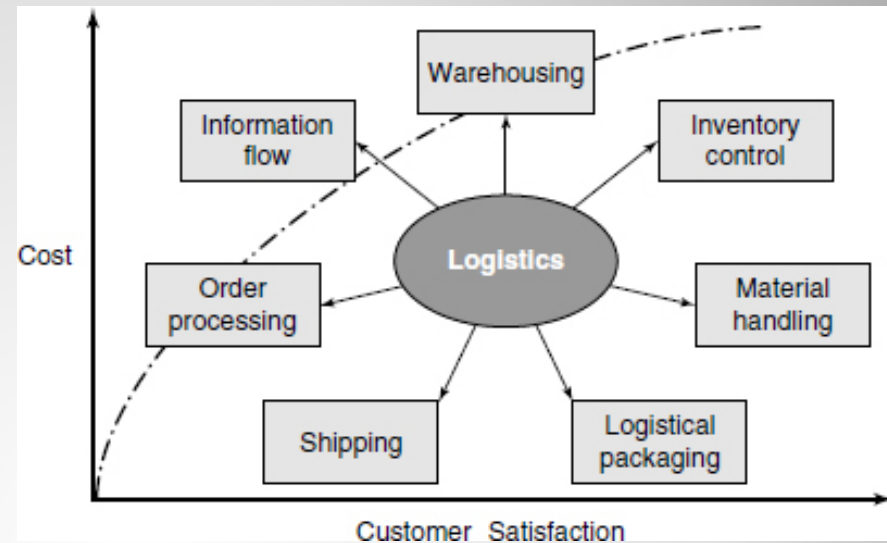 Warehousing
Information
flow
Inventory
control
Cost
Logistics
Order
processing
Material
handling
Shipping
Logistical
packaging
Customer Satisfaction